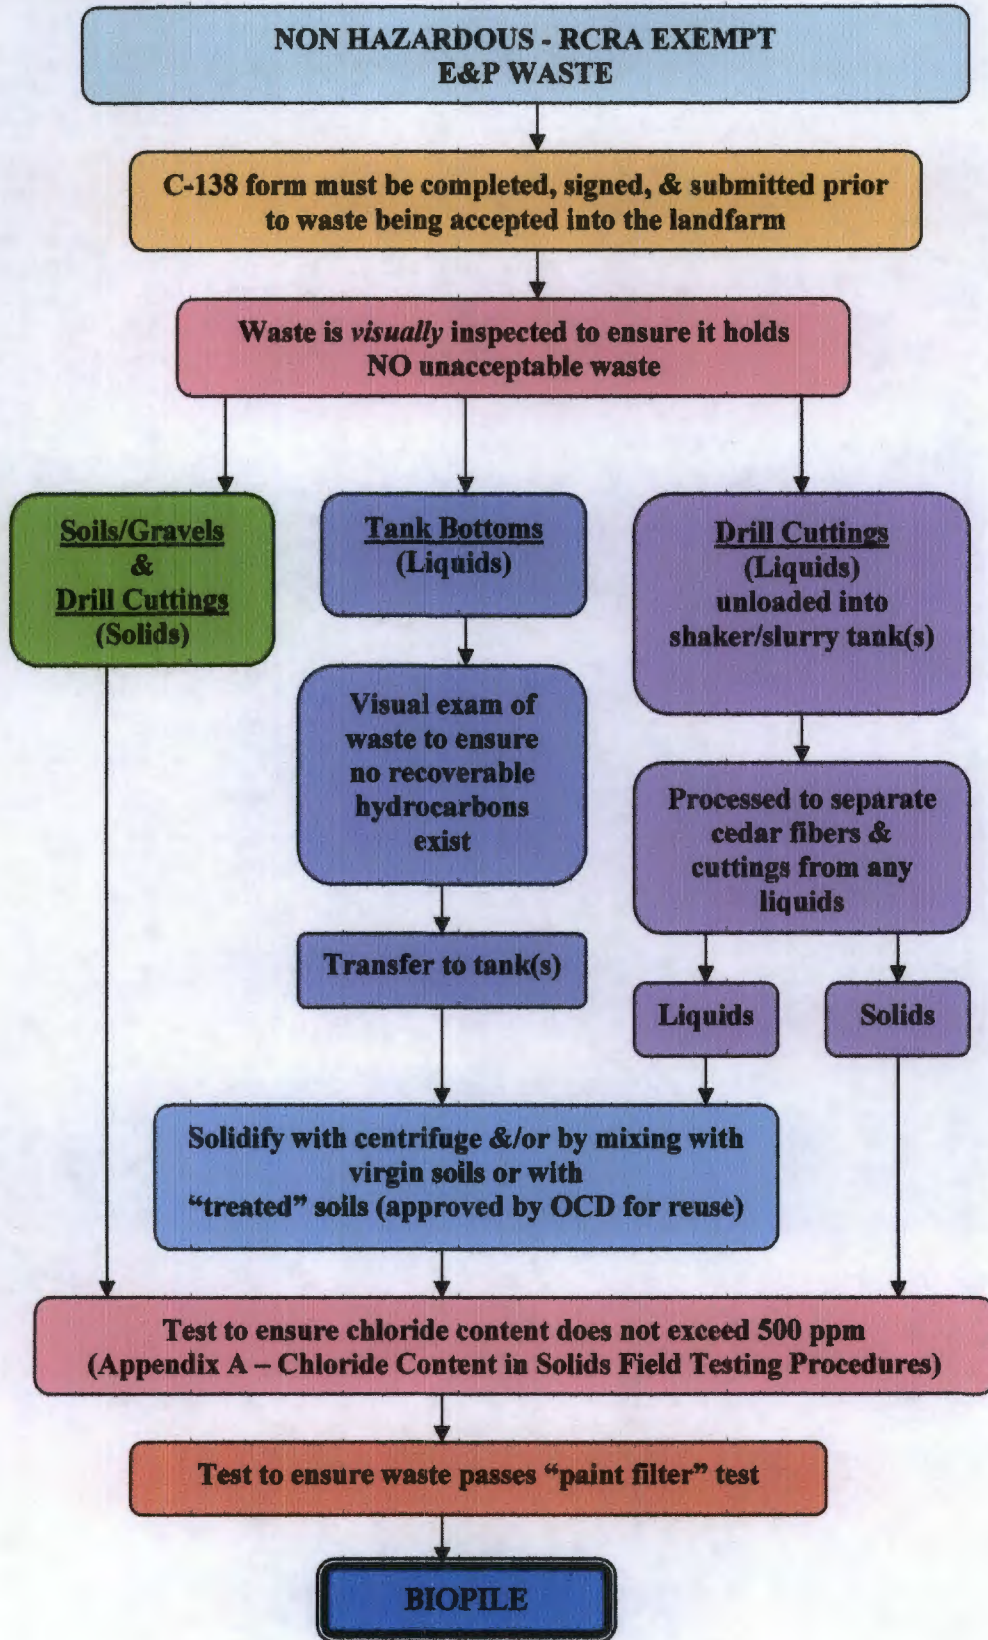 NON HAZARDOUS - RCRA EXEMPT
E&P WASTE
C-138 form must be completed, signed, & submitted prior
to waste being accepted into the landfarm
Waste is visually inspected to ensure it holds
NO unacceptable waste
Soils/Gravels
&
Drill Cuttings
(Solids)
Tank Bottoms
(Liquids)
Drill Cuttings
(Liquids)
unloaded into
shaker/slurry tank(s)
Visual exam of
waste to ensure
no recoverable
hydrocarbons
exist
Processed to separate
cedar fibers &
cuttings from any
liquids
Transfer to tank(s)
Liquids
Solids
Solidify with centrifuge &/or by mixing with
virgin soils or with
“treated” soils (approved by OCD for reuse)
Test to ensure chloride content does not exceed 500 ppm
(Appendix A – Chloride Content in Solids Field Testing Procedures)
Test to ensure waste passes “paint filter” test
BIOPILE